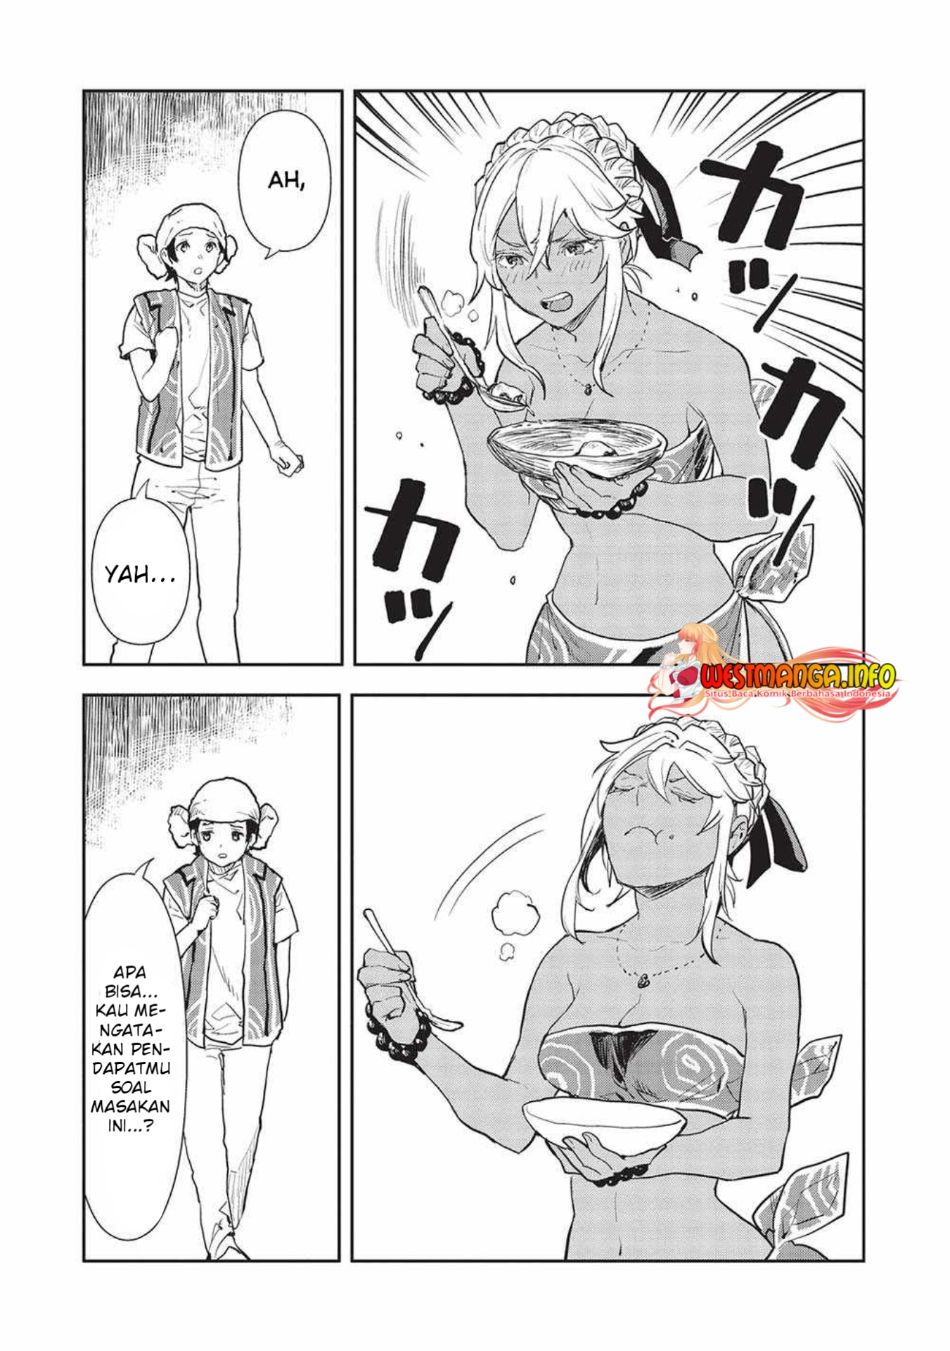 カッ
カッ
カッ
AH,
YAH...
WESTMANGA.INFO
Situs Baca Komik Berbahasa Indonesia
APA
BISA...
KAU ME-
NGATA-
KAN PEN-
DAPATMU
SOAL
MASAKAN
INI...?